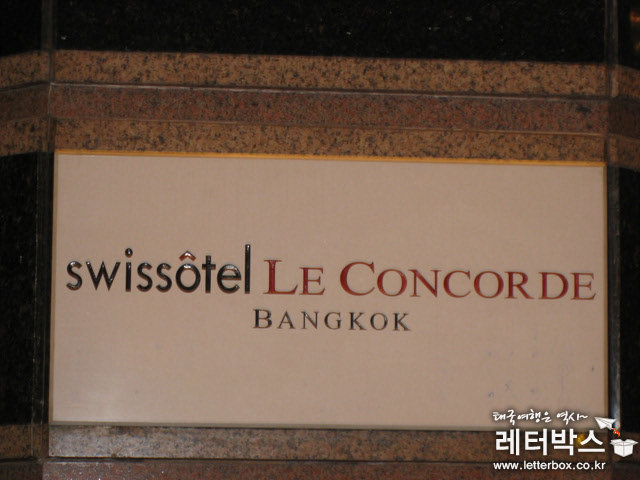 swissôtel LE CONCORDE
BANGKOK
태국여행은 역시~
레터박스
www.letterbox.co.kr